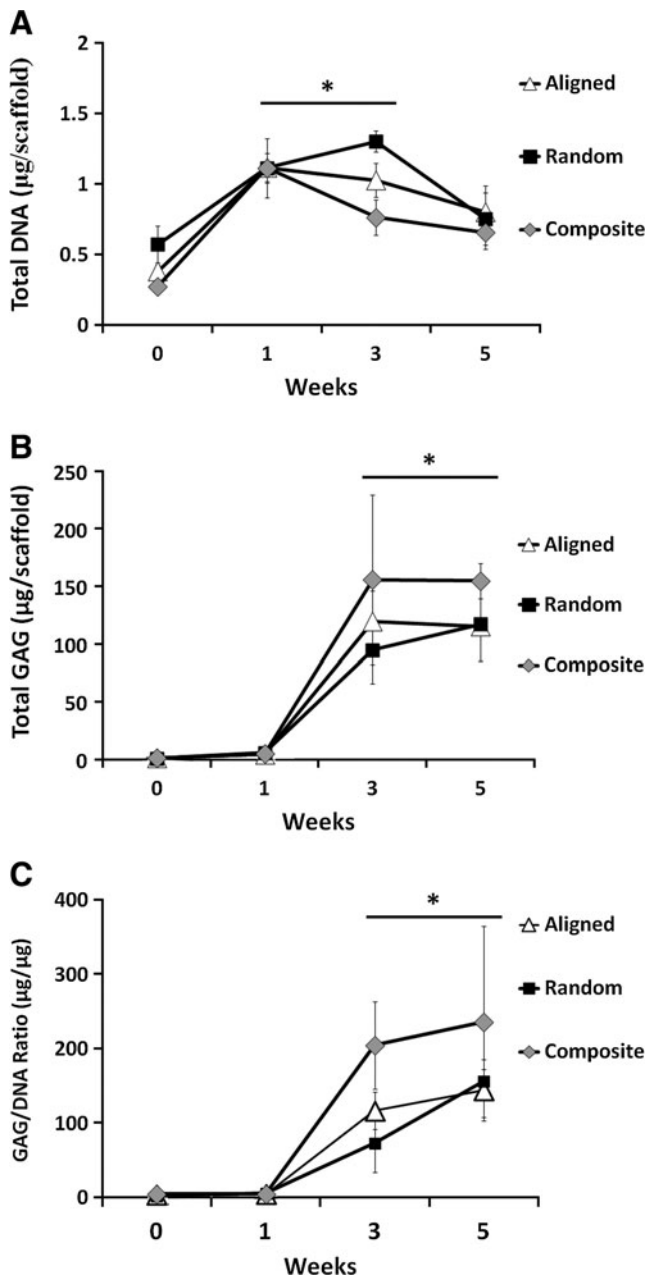 A
Total DNA (µg/scaffold)
2
1.5
1
0.5
0
*
0 1 3 5
Weeks
Aligned
Random
Composite
B
Total GAG (µg/scaffold)
250
200
150
100
50
0
*
0 1 3 5
Weeks
Aligned
Random
Composite
C
GAG/DNA Ratio (µg/µg)
400
300
200
100
0
*
0 1 3 5
Weeks
Aligned
Random
Composite